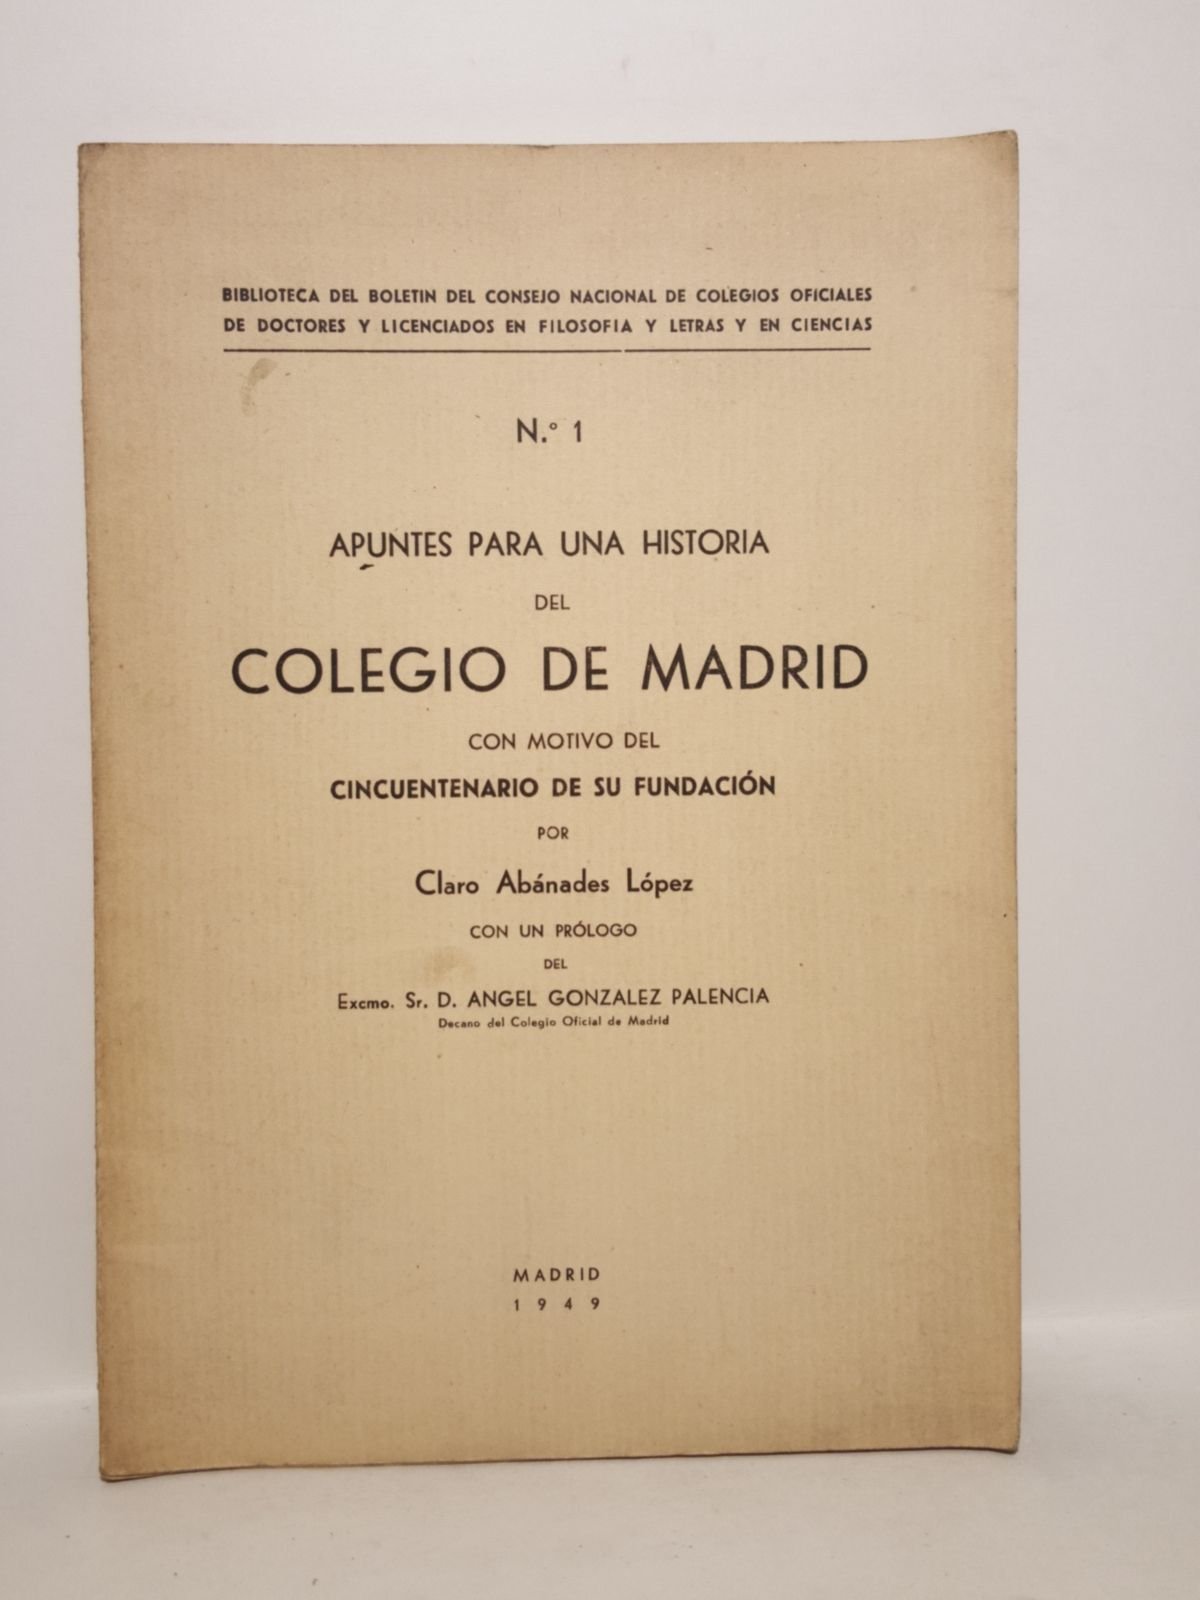 BIBLIOTECA DEL BOLETIN DEL CONSEJO NACIONAL DE COLEGIOS OFICIALES
DE DOCTORES Y LICENCIADOS EN FILOSOFIA Y LETRAS Y EN CIENCIAS
N.º 1
APUNTES PARA UNA HISTORIA
DEL
COLEGIO DE MADRID
CON MOTIVO DEL
CINCUENTENARIO DE SU FUNDACIÓN
POR
Claro Abánades López
CON UN PRÓLOGO
DEL
Excmo. Sr. D. ANGEL GONZALEZ PALENCIA
Decano del Colegio Oficial de Madrid
MADRID
1949